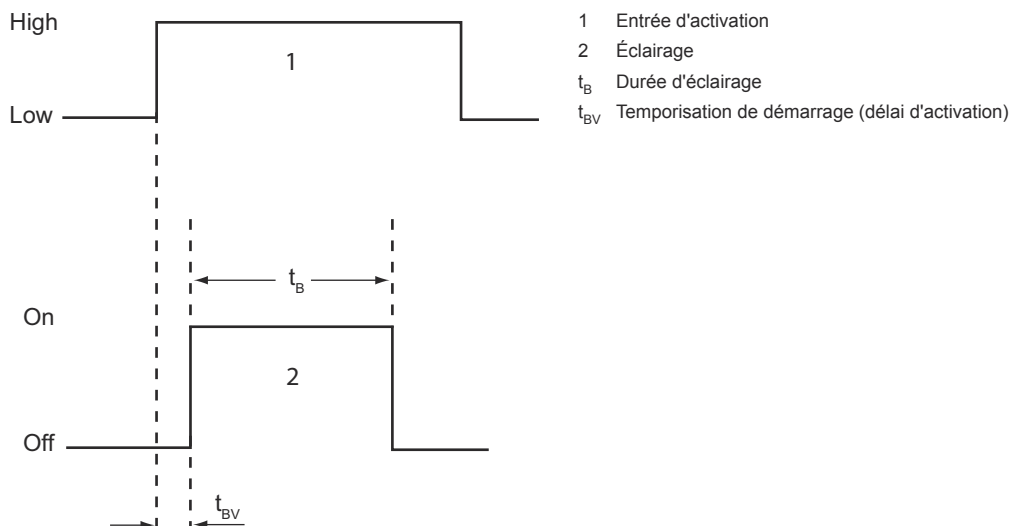 High
1
Low
1 Entrée d'activation
2 Éclairage
tB Durée d'éclairage
tBV Temporisation de démarrage (délai d'activation)
tB
On
2
Off
tBV